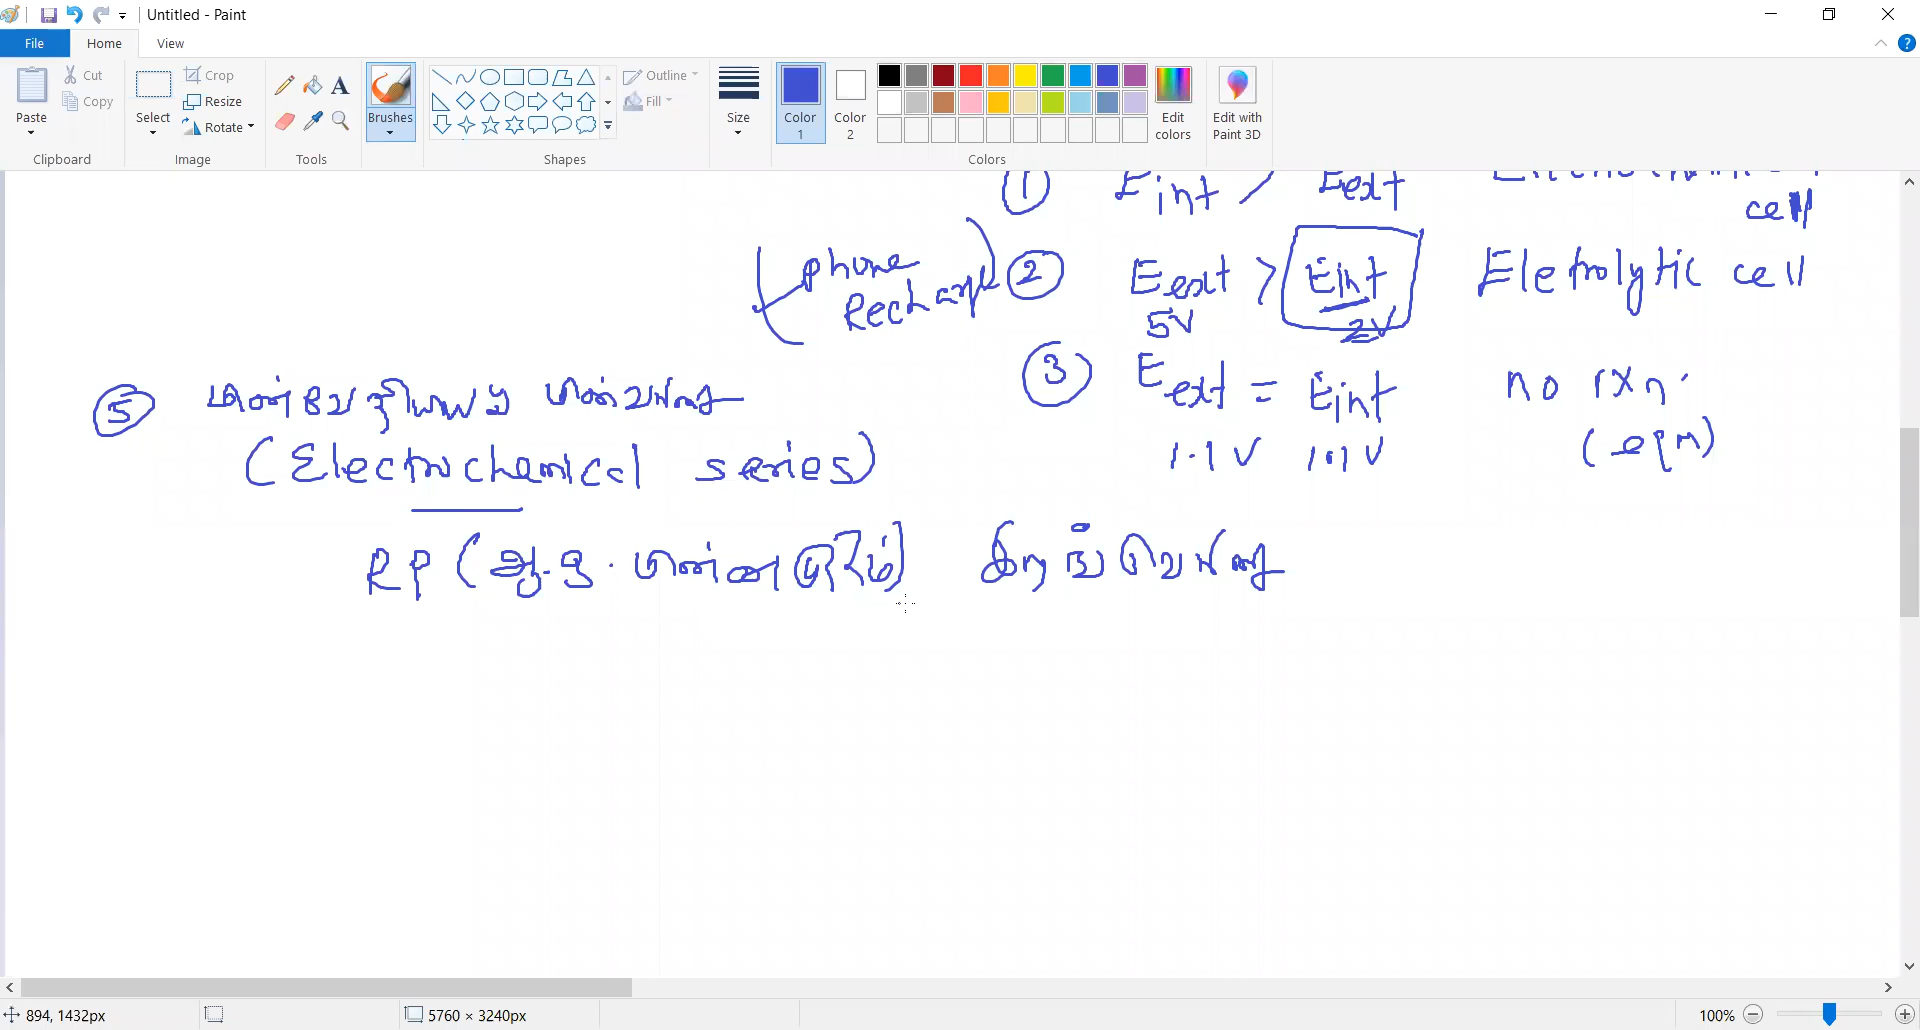 Untitled - Paint
File Home View
Paste
Cut
Copy
Clipboard
Select
Crop
Resize
Rotate
Image
Tools
Brushes
Shapes
Outline
Fill
Size
Color 1
Color 2
Edit colors
Edit with Paint 3D
Colors
① Eint > Eext
cell
(phone Recharge) ② Eext > Eint Eletrolytic cell
5V 2V
③ Eext = Eint no rxn.
1.1 V 1.1 V (eqm)
⑤
(Electrochemical series)
RP (
894, 1432px
5760 × 3240px
100%